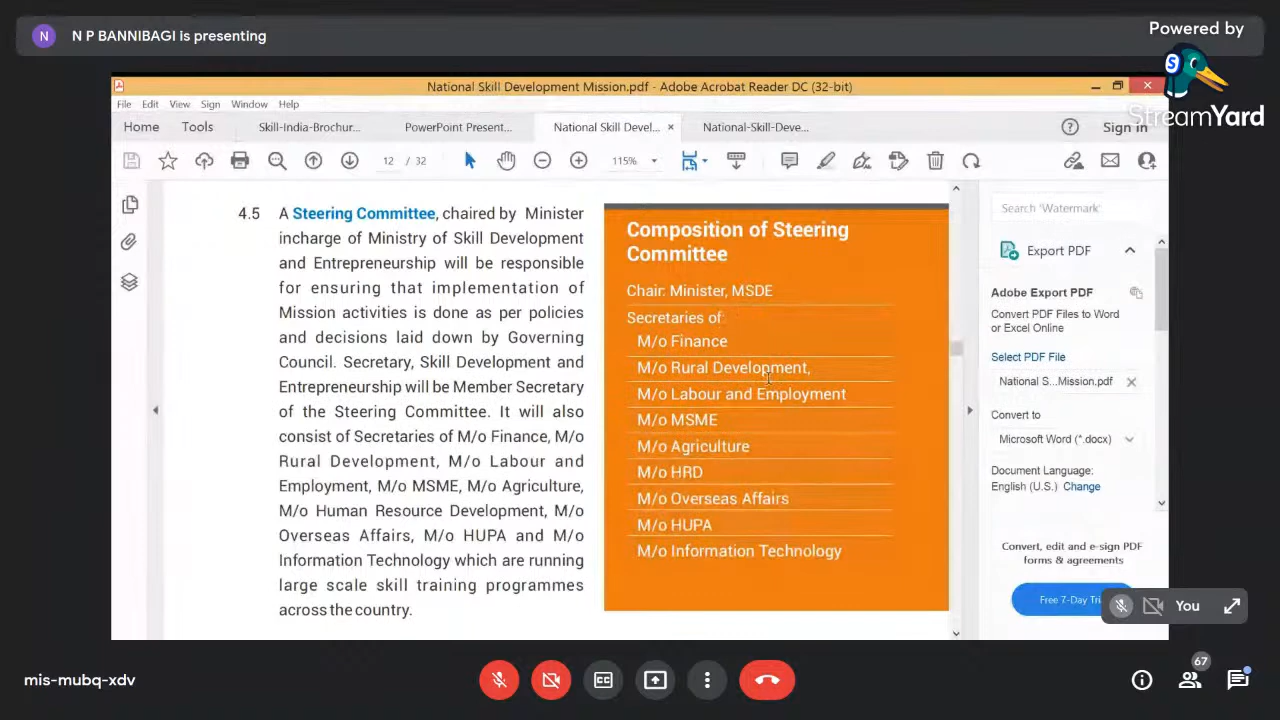 N
N P BANNIBAGI is presenting
Powered by
S
StreamYard
National Skill Development Mission.pdf - Adobe Acrobat Reader DC (32-bit)
File Edit View Sign Window Help
Home Tools Skill-India-Brochur... PowerPoint Present... National Skill Devel... × National-Skill-Deve... Sign In
12 / 32 115%
4.5 A Steering Committee, chaired by Minister
incharge of Ministry of Skill Development
and Entrepreneurship will be responsible
for ensuring that implementation of
Mission activities is done as per policies
and decisions laid down by Governing
Council. Secretary, Skill Development and
Entrepreneurship will be Member Secretary
of the Steering Committee. It will also
consist of Secretaries of M/o Finance, M/o
Rural Development, M/o Labour and
Employment, M/o MSME, M/o Agriculture,
M/o Human Resource Development, M/o
Overseas Affairs, M/o HUPA and M/o
Information Technology which are running
large scale skill training programmes
across the country.
Composition of Steering
Committee
Chair: Minister, MSDE
Secretaries of:
M/o Finance
M/o Rural Development,
M/o Labour and Employment
M/o MSME
M/o Agriculture
M/o HRD
M/o Overseas Affairs
M/o HUPA
M/o Information Technology
Search 'Watermark'
Export PDF
Adobe Export PDF
Convert PDF Files to Word
or Excel Online
Select PDF File
National S...Mission.pdf
Convert to
Microsoft Word (*.docx)
Document Language:
English (U.S.) Change
Convert, edit and e-sign PDF
forms & agreements
Free 7-Day Tri
You
mis-mubq-xdv
CC
67